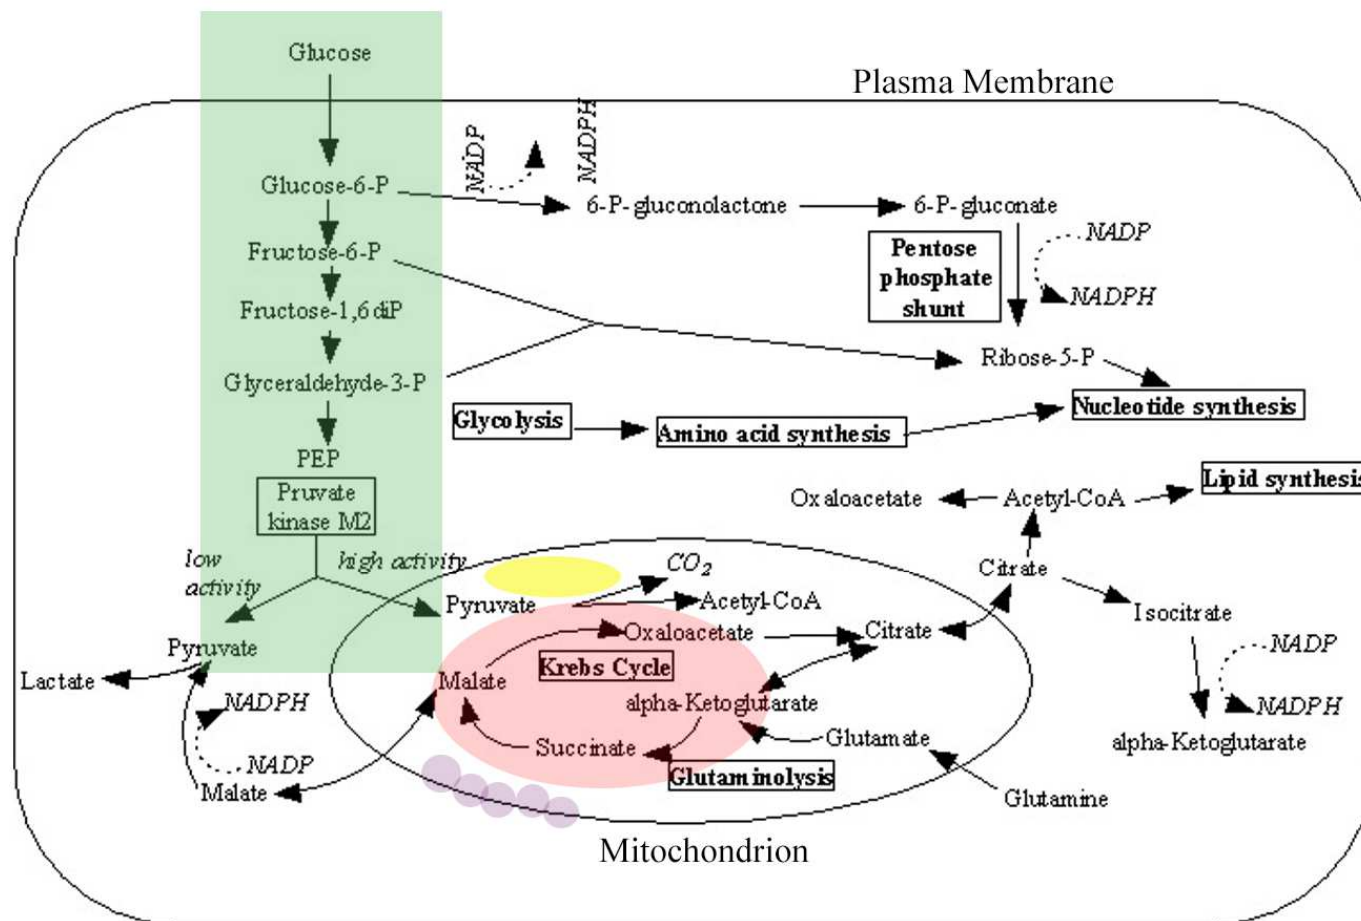 Glucose
Plasma Membrane
NADP
NADPH
Glucose-6-P
6-P-gluconolactone
6-P-gluconate
Fructose-6-P
Pentose
phosphate
shunt
NADP
NADPH
Fructose-1,6diP
Ribose-5-P
Glyceraldehyde-3-P
Glycolysis
Amino acid synthesis
Nucleotide synthesis
PEP
Pruvate
kinase M2
Oxaloacetate
Acetyl-CoA
Lipid synthesis
low
activity
high activity
CO2
Citrate
Pyruvate
Acetyl-CoA
Isocitrate
Pyruvate
Oxaloacetate
Citrate
NADP
Lactate
Malate
Krebs Cycle
NADPH
alpha-Ketoglutarate
NADPH
Succinate
Glutamate
alpha-Ketoglutarate
NADP
Glutaminolysis
Malate
Glutamine
Mitochondrion